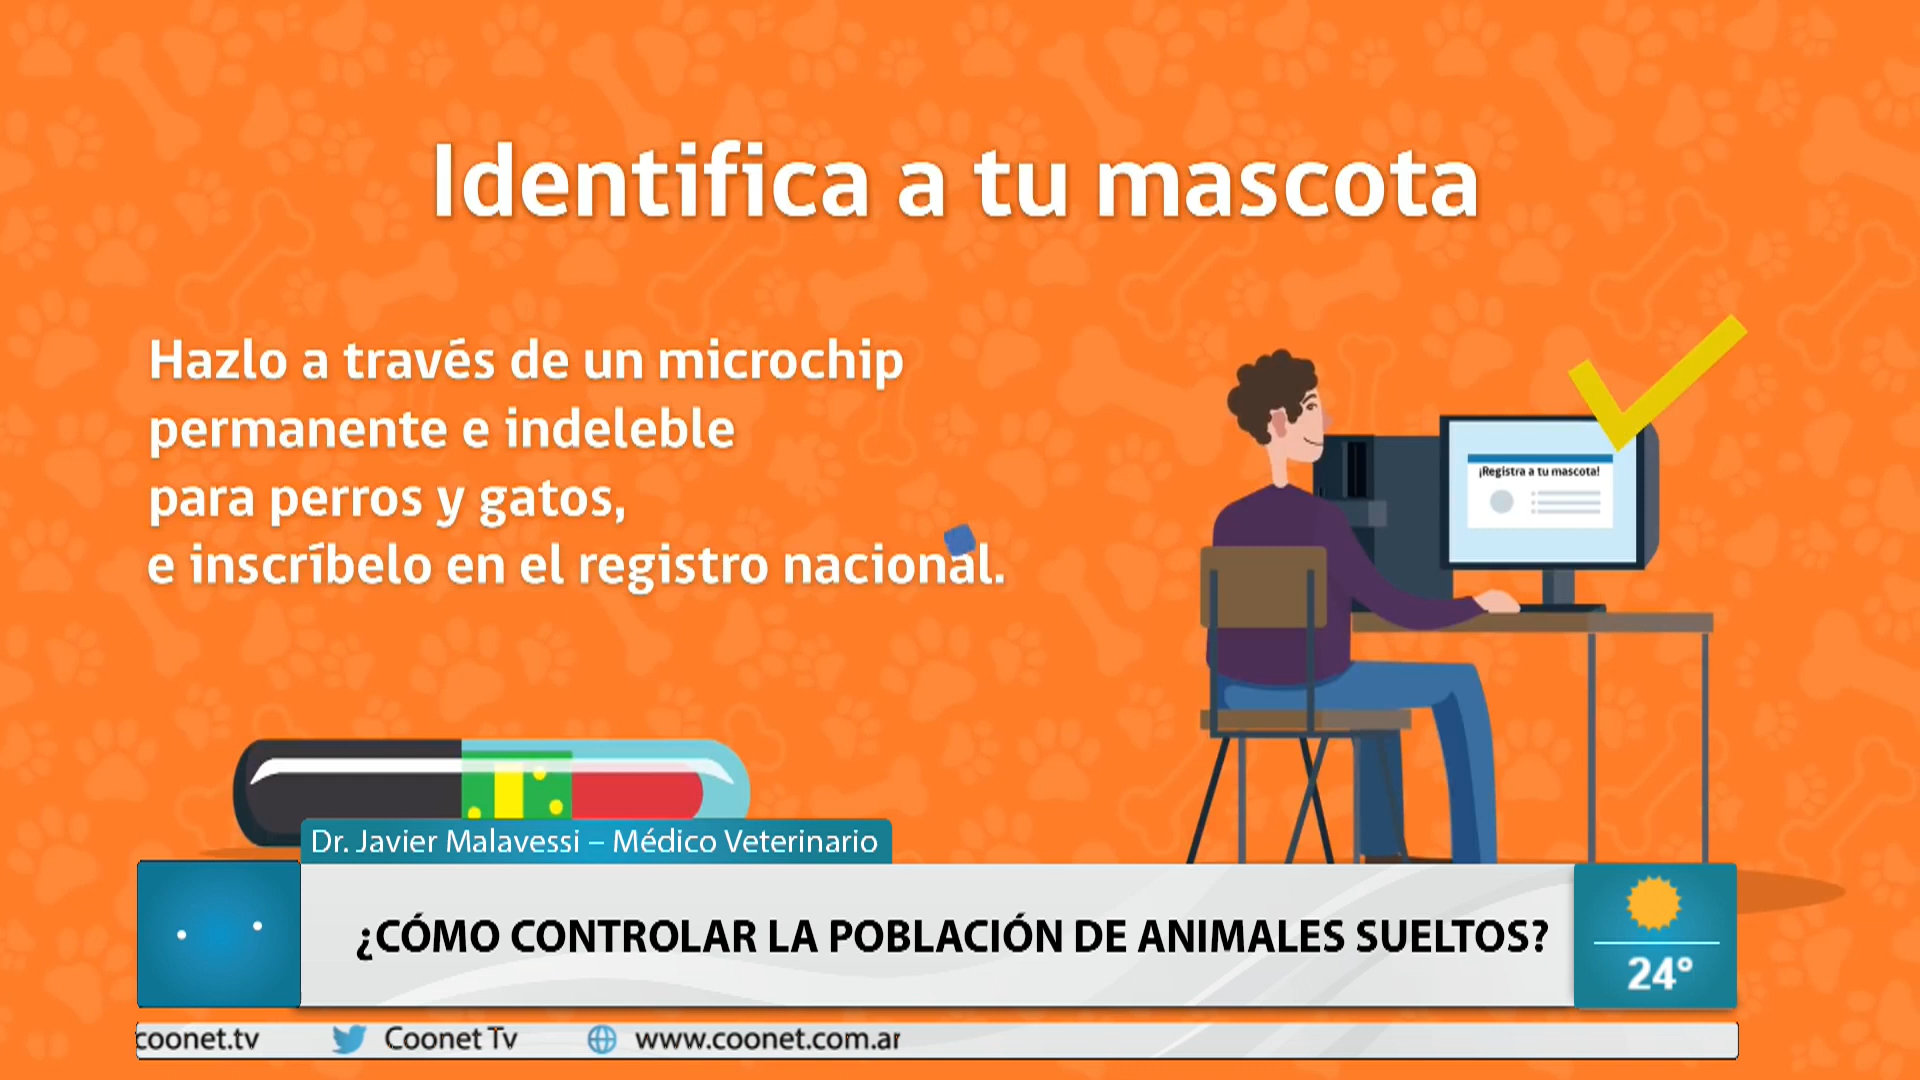 Identifica a tu mascota
Hazlo a través de un microchip
permanente e indeleble
para perros y gatos,
e inscríbelo en el registro nacional.
¡Registra a tu mascota!
Dr. Javier Malavessi – Médico Veterinario
¿CÓMO CONTROLAR LA POBLACIÓN DE ANIMALES SUELTOS?
24°
coonet.tv Coonet Tv www.coonet.com.ar